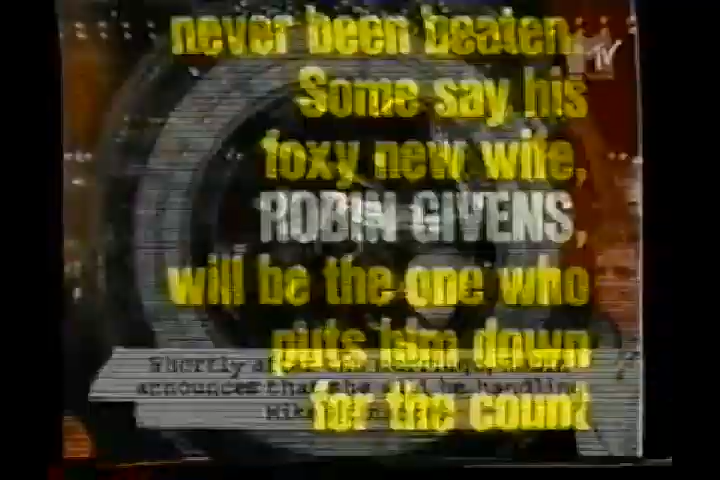 never been beaten.
MTV
Some say his
foxy new wife,
ROBIN GIVENS,
will be the one who
puts him down
for the count
Shortly a
announces that she will be handling
Mike